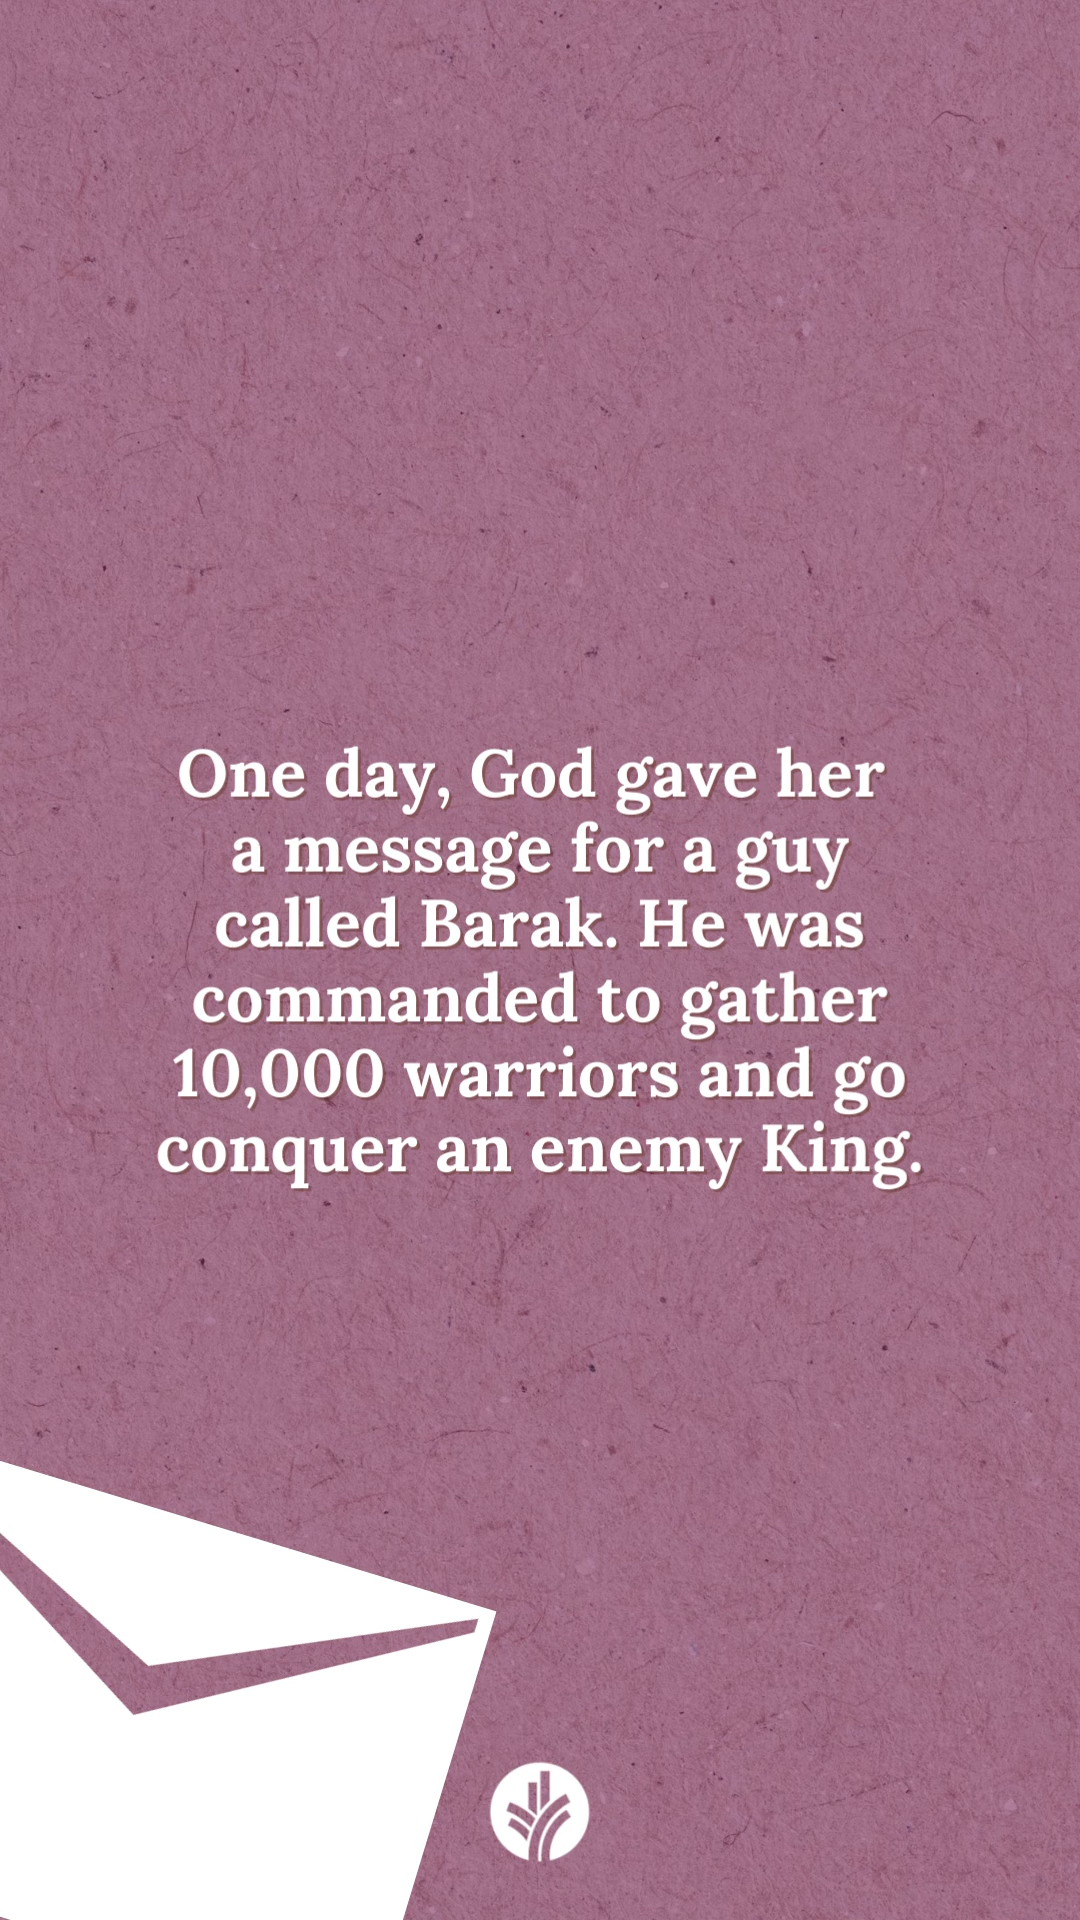 One day, God gave her
a message for a guy
called Barak. He was
commanded to gather
10,000 warriors and go
conquer an enemy King.